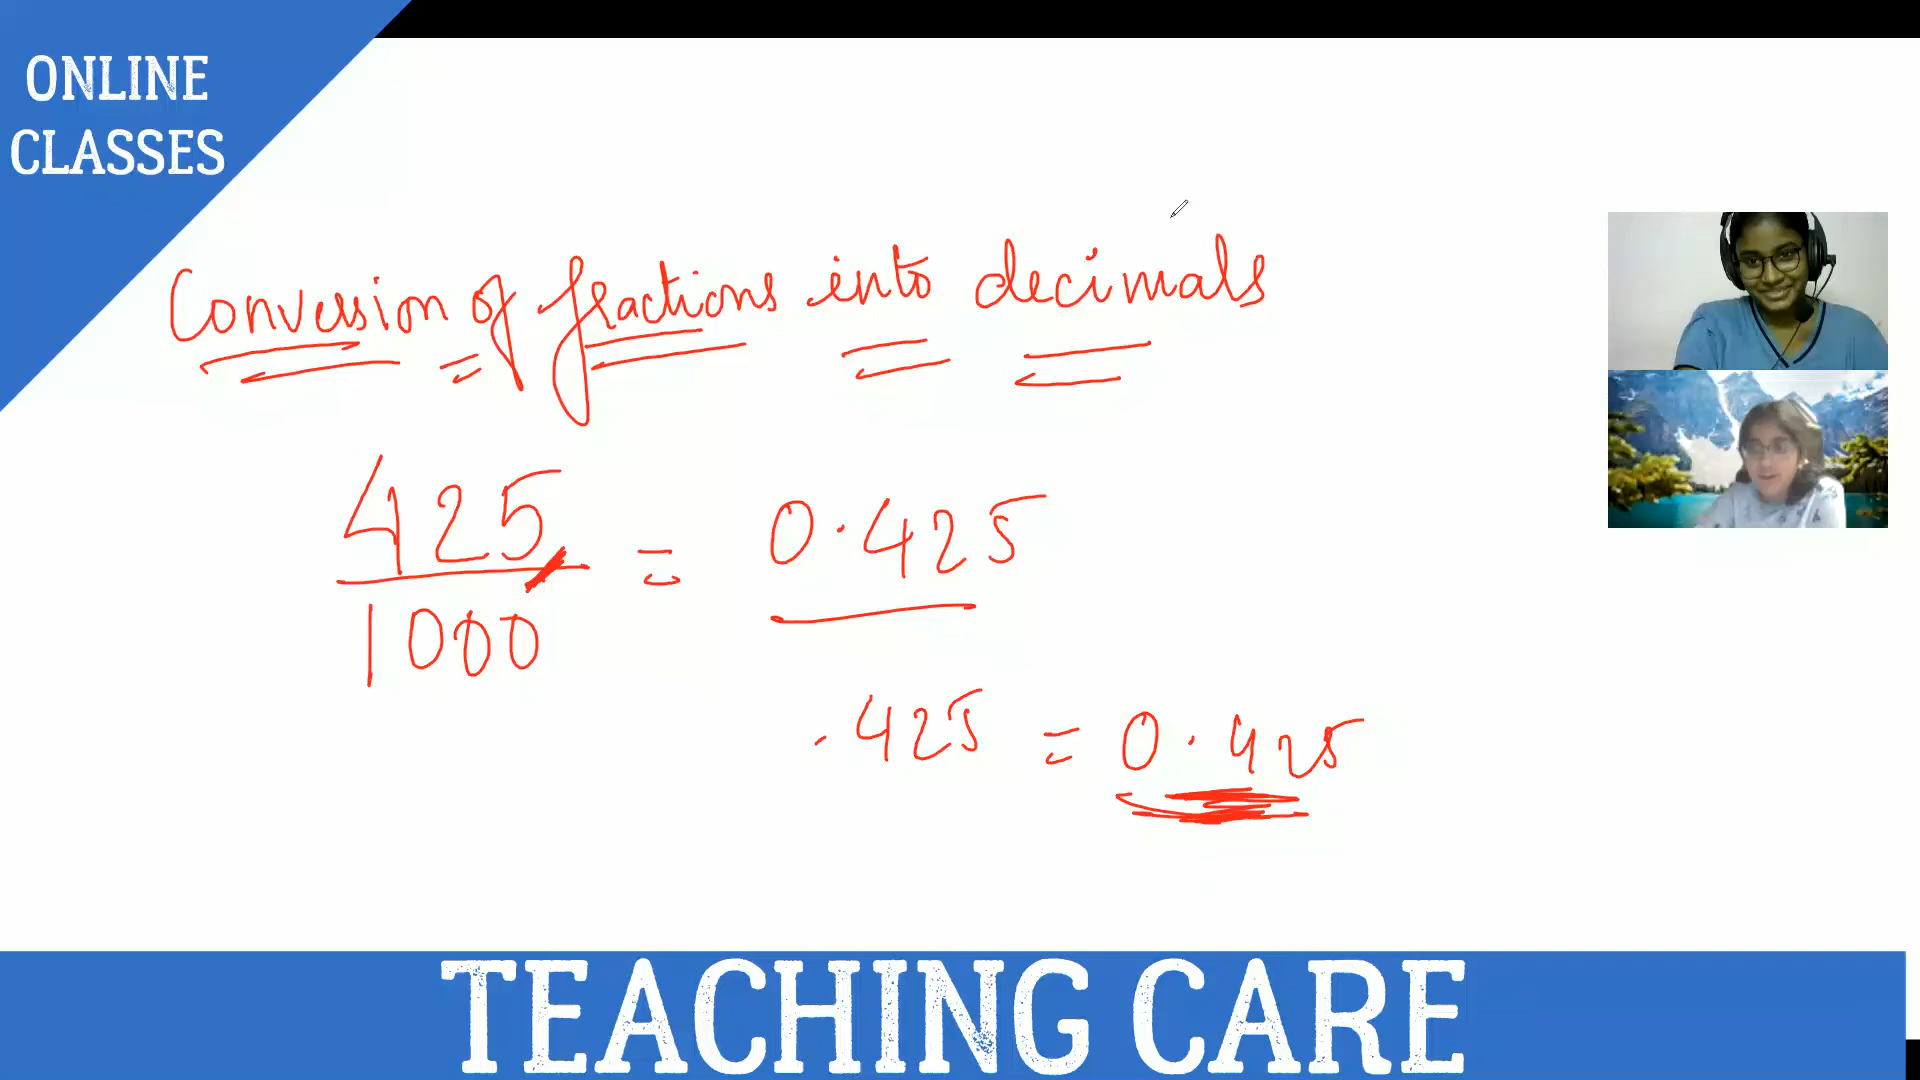 ONLINE
CLASSES
Conversion of fractions into decimals
425. / 1000 = 0.425
.425 = 0.425
TEACHING CARE